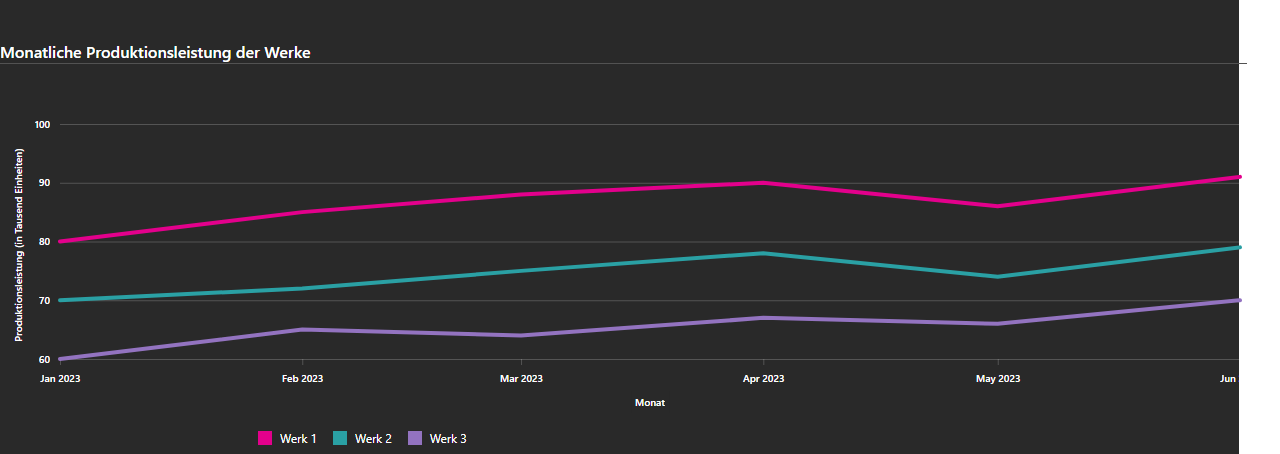 Monatliche Produktionsleistung der Werke
Produktionsleistung (in Tausend Einheiten)
100
90
80
70
60
Jan 2023 Feb 2023 Mar 2023 Apr 2023 May 2023 Jun
Monat
Werk 1 Werk 2 Werk 3